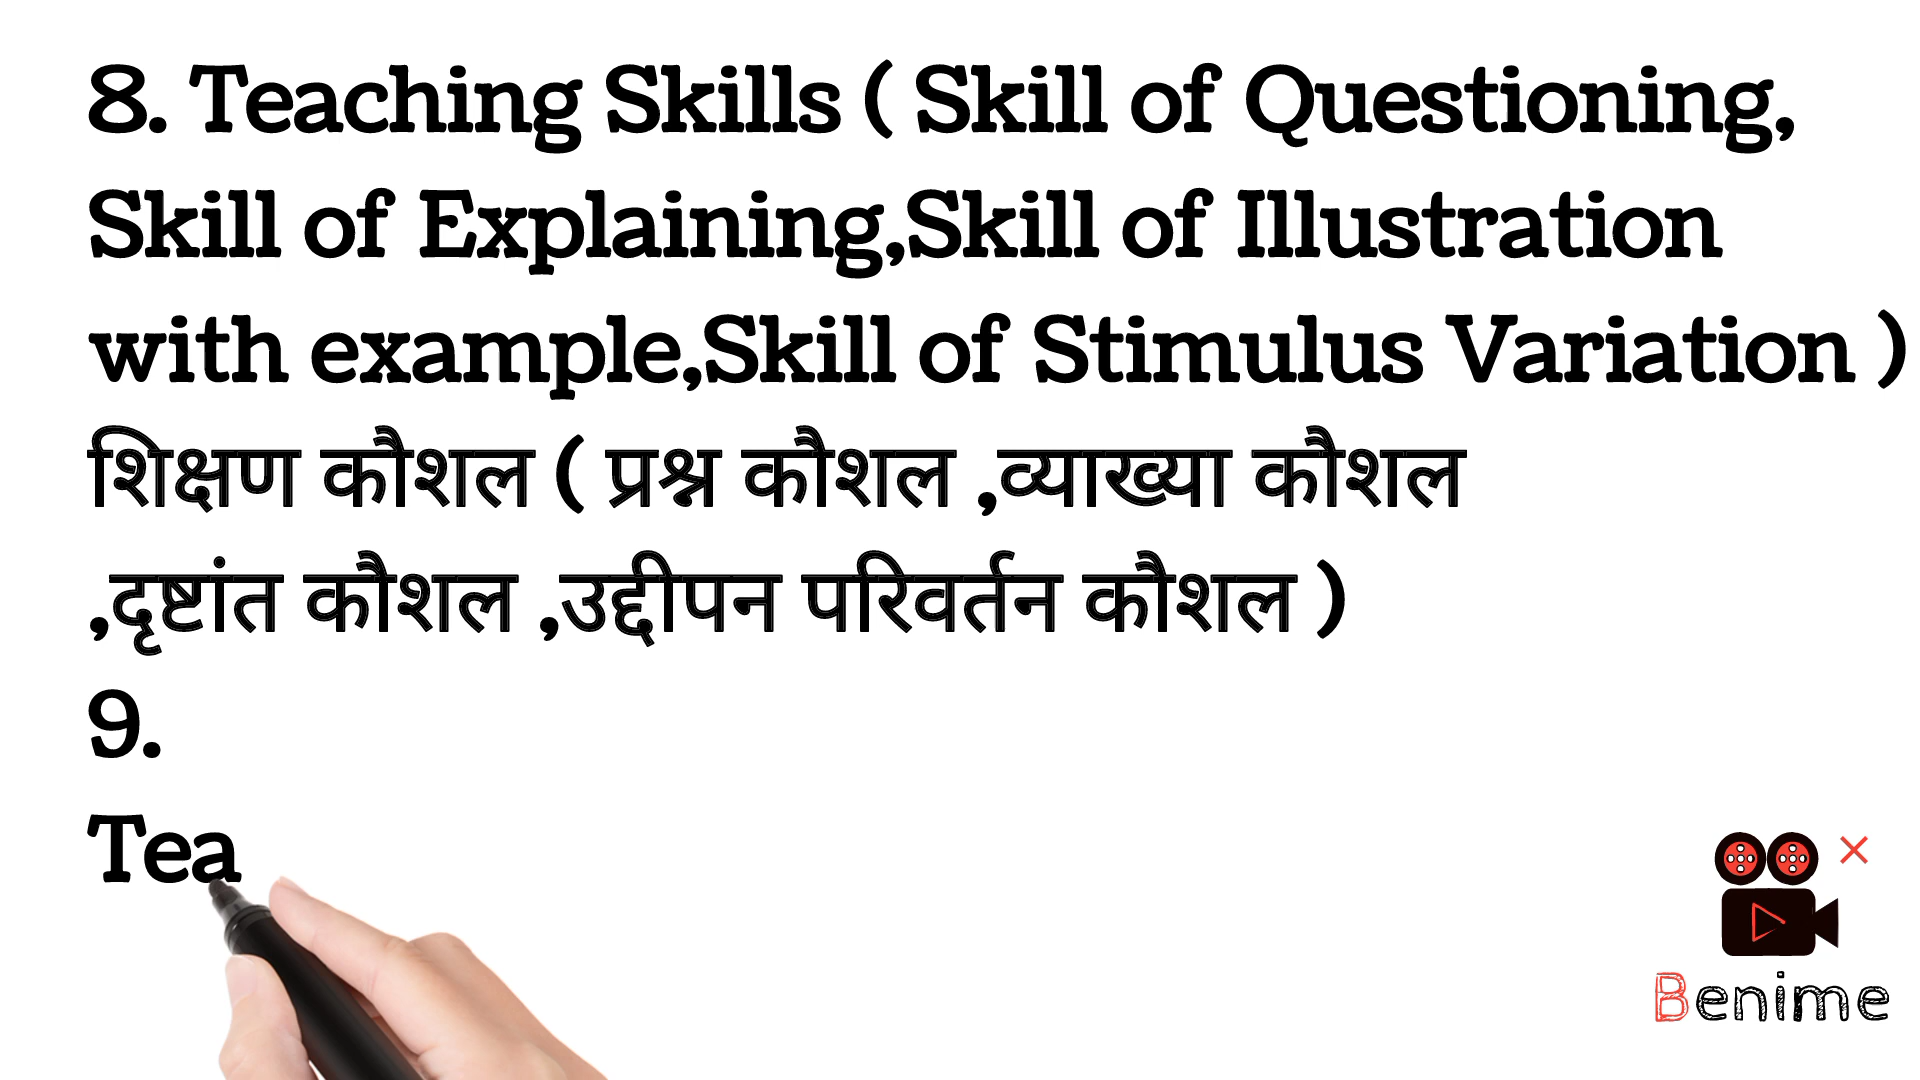 8. Teaching Skills ( Skill of Questioning,
Skill of Explaining,Skill of Illustration
with example,Skill of Stimulus Variation )
शिक्षण कौशल ( प्रश्न कौशल ,व्याख्या कौशल
,दृष्टांत कौशल ,उद्दीपन परिवर्तन कौशल )
9.
Tea
Benime